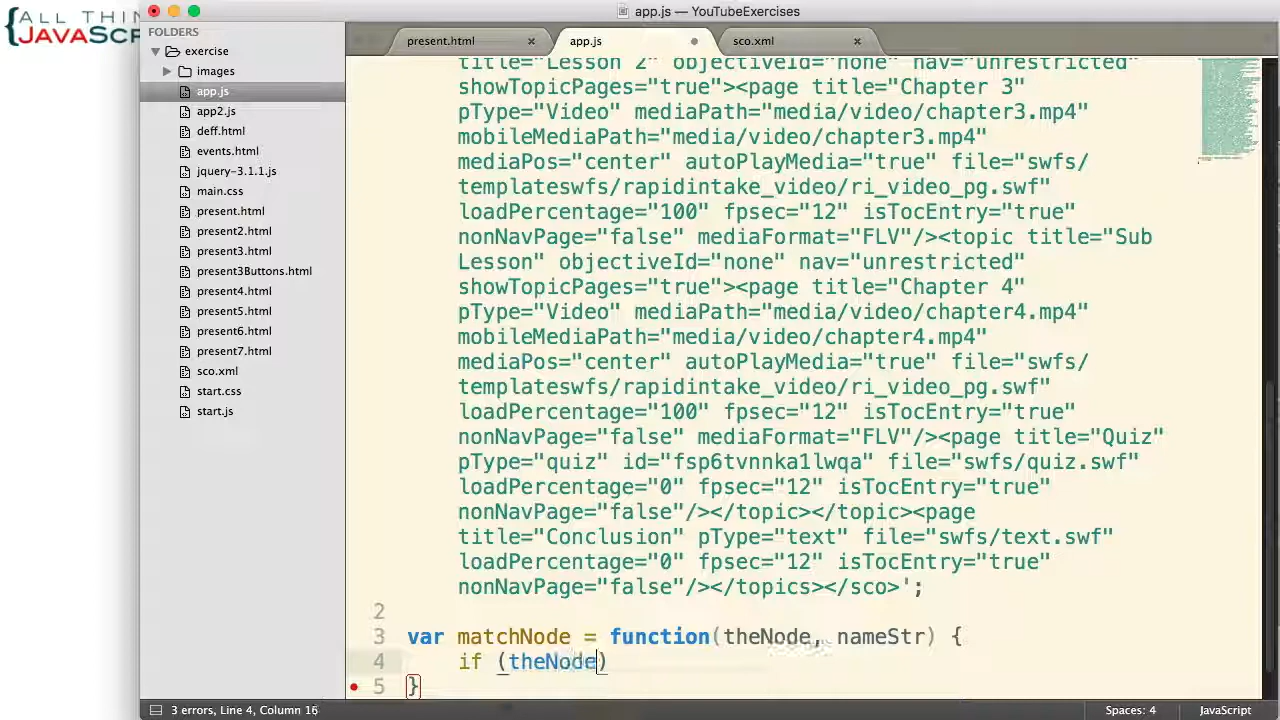 ALL THIN
{JAVASCR
app.js — YouTubeExercises
FOLDERS
exercise
images
app.js
app2.js
deff.html
events.html
jquery-3.1.1.js
main.css
present.html
present2.html
present3.html
present3Buttons.html
present4.html
present5.html
present6.html
present7.html
sco.xml
start.css
start.js
present.html × app.js sco.xml ×
title="Lesson 2" objectiveId="none" nav="unrestricted"
showTopicPages="true"><page title="Chapter 3"
pType="Video" mediaPath="media/video/chapter3.mp4"
mobileMediaPath="media/video/chapter3.mp4"
mediaPos="center" autoPlayMedia="true" file="swfs/
templateswfs/rapidintake_video/ri_video_pg.swf"
loadPercentage="100" fpsec="12" isTocEntry="true"
nonNavPage="false" mediaFormat="FLV"/><topic title="Sub
Lesson" objectiveId="none" nav="unrestricted"
showTopicPages="true"><page title="Chapter 4"
pType="Video" mediaPath="media/video/chapter4.mp4"
mobileMediaPath="media/video/chapter4.mp4"
mediaPos="center" autoPlayMedia="true" file="swfs/
templateswfs/rapidintake_video/ri_video_pg.swf"
loadPercentage="100" fpsec="12" isTocEntry="true"
nonNavPage="false" mediaFormat="FLV"/><page title="Quiz"
pType="quiz" id="fsp6tvnnka1lwqa" file="swfs/quiz.swf"
loadPercentage="0" fpsec="12" isTocEntry="true"
nonNavPage="false"/></topic></topic><page
title="Conclusion" pType="text" file="swfs/text.swf"
loadPercentage="0" fpsec="12" isTocEntry="true"
nonNavPage="false"/></topics></sco>';
2
3 var matchNode = function(theNode, nameStr) {
4 if (theNode)
5 }
3 errors, Line 4, Column 16
Spaces: 4 JavaScript